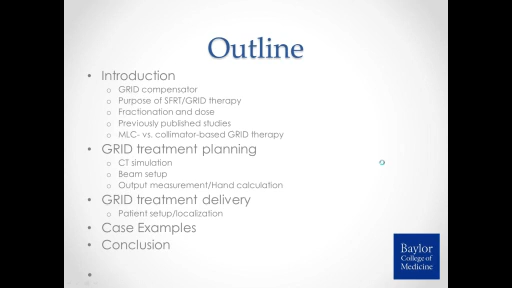 Outline
• Introduction
o GRID compensator
o Purpose of SFRT/GRID therapy
o Fractionation and dose
o Previously published studies
o MLC- vs. collimator-based GRID therapy
• GRID treatment planning
o CT simulation
o Beam setup
o Output measurement/Hand calculation
• GRID treatment delivery
o Patient setup/localization
• Case Examples
• Conclusion
•
Baylor
College of
Medicine